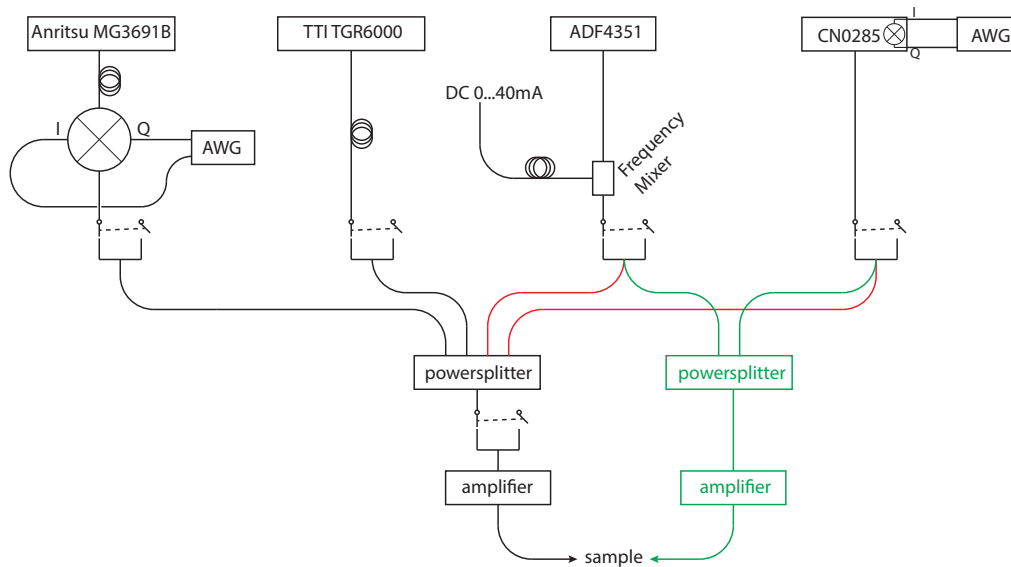 Anritsu MG3691B
TTI TGR6000
ADF4351
CN0285
I
Q
AWG
DC 0...40mA
I
Q
AWG
Frequency
Mixer
powersplitter
powersplitter
amplifier
amplifier
sample